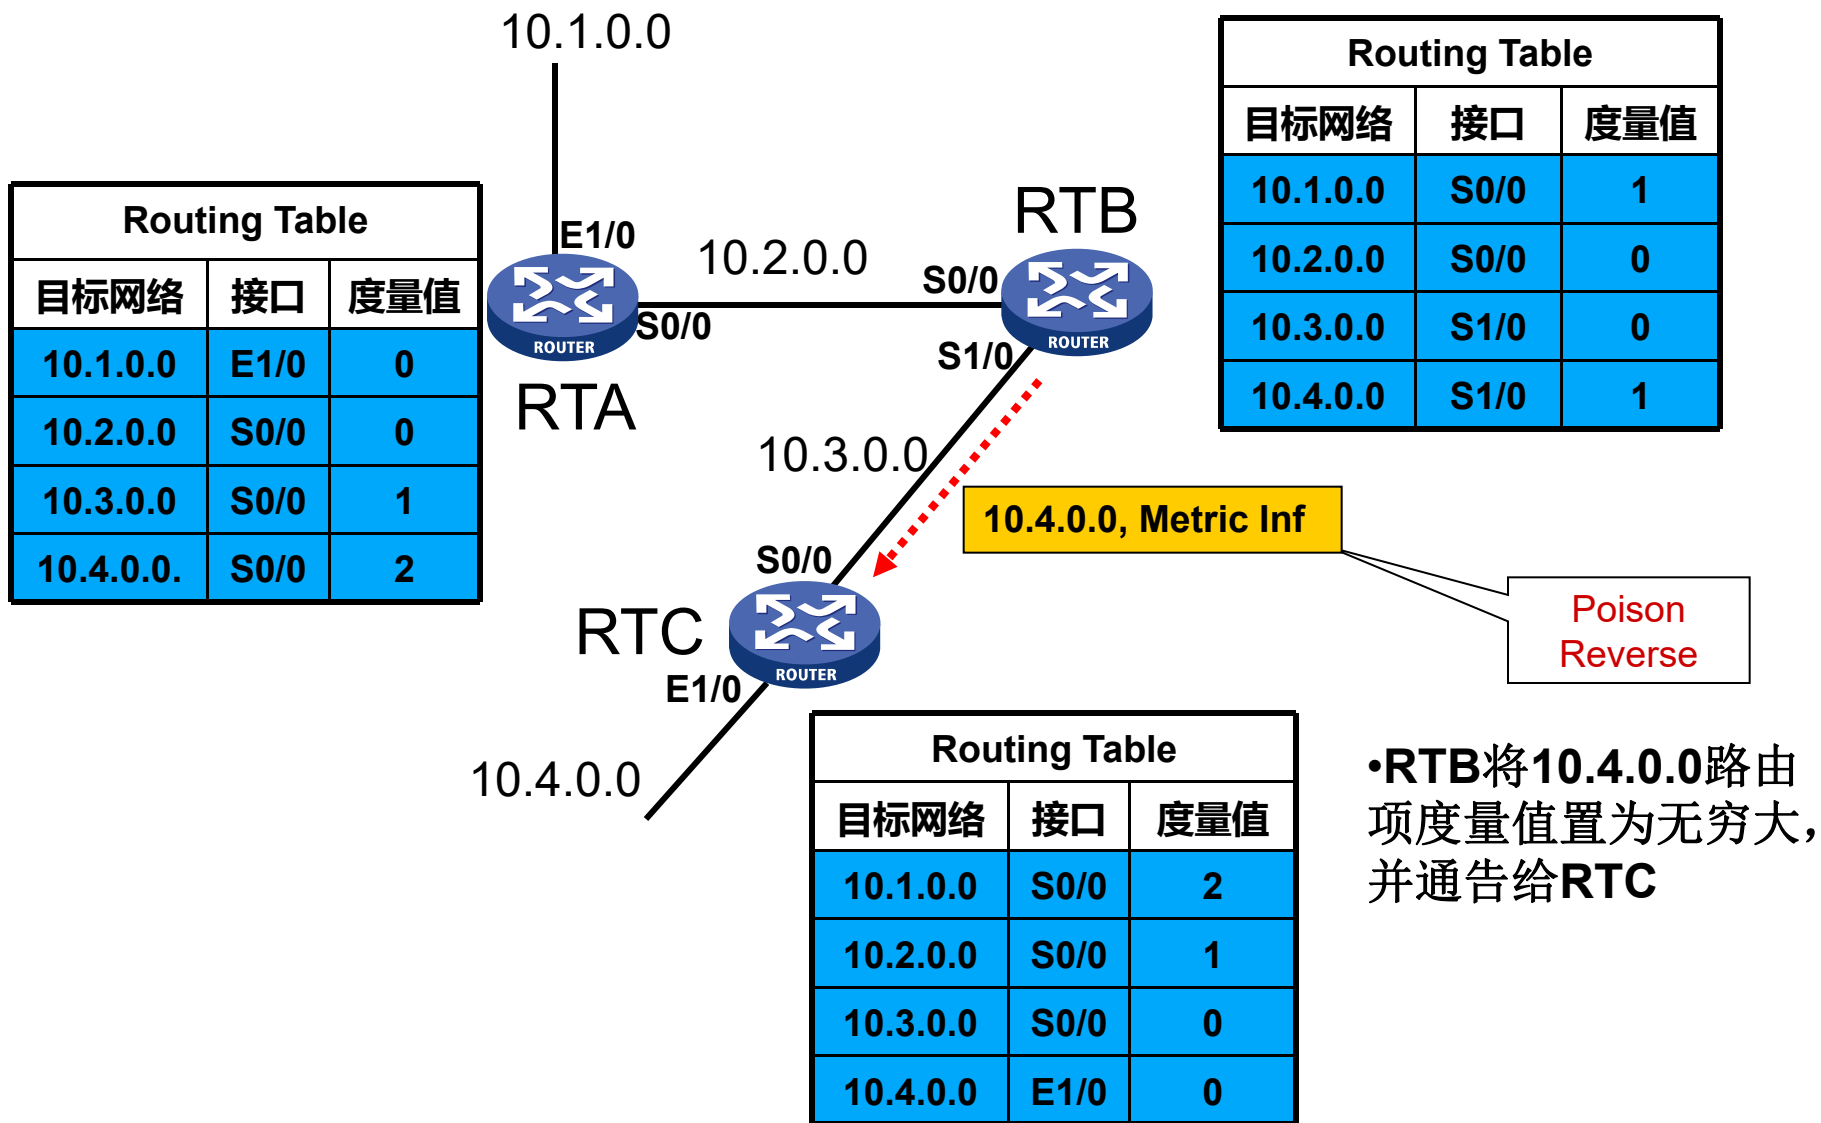 10.1.0.0
Routing Table
目标网络 接口 度量值
10.1.0.0 S0/0 1
10.2.0.0 S0/0 0
10.3.0.0 S1/0 0
10.4.0.0 S1/0 1
Routing Table
目标网络 接口 度量值
10.1.0.0 E1/0 0
10.2.0.0 S0/0 0
10.3.0.0 S0/0 1
10.4.0.0. S0/0 2
E1/0
ROUTER
S0/0
RTA
10.2.0.0
RTB
S0/0
ROUTER
S1/0
10.3.0.0
10.4.0.0, Metric Inf
Poison
Reverse
S0/0
RTC
ROUTER
E1/0
10.4.0.0
Routing Table
目标网络 接口 度量值
10.1.0.0 S0/0 2
10.2.0.0 S0/0 1
10.3.0.0 S0/0 0
10.4.0.0 E1/0 0
•RTB将10.4.0.0路由
项度量值置为无穷大，
并通告给RTC